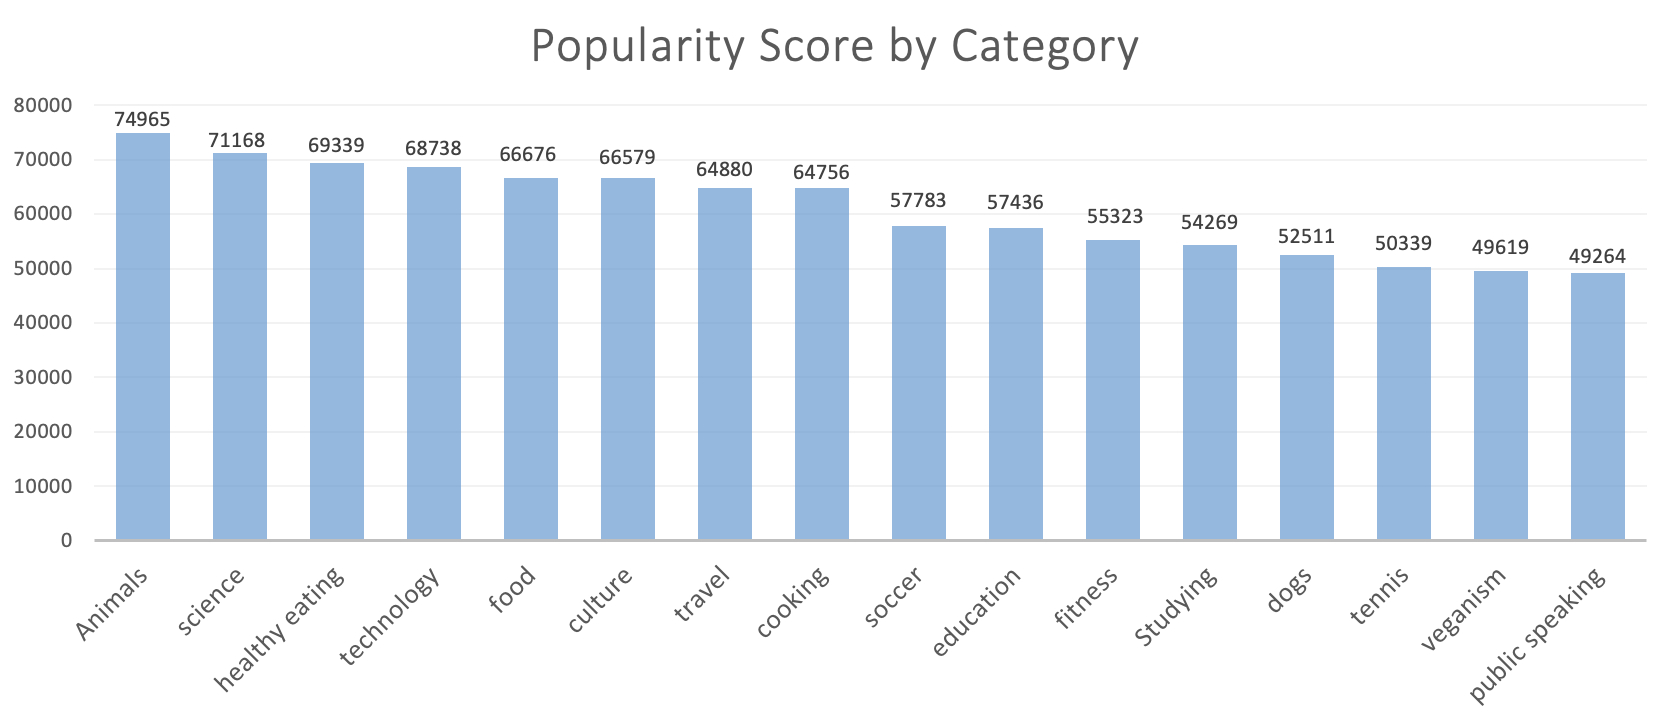 Popularity Score by Category
80000
70000
60000
50000
40000
30000
20000
10000
0
74965
71168
69339
68738
66676
66579
64880
64756
57783
57436
55323
54269
52511
50339
49619
49264
Animals
science
healthy eating
technology
food
culture
travel
cooking
soccer
education
fitness
Studying
dogs
tennis
veganism
public speaking